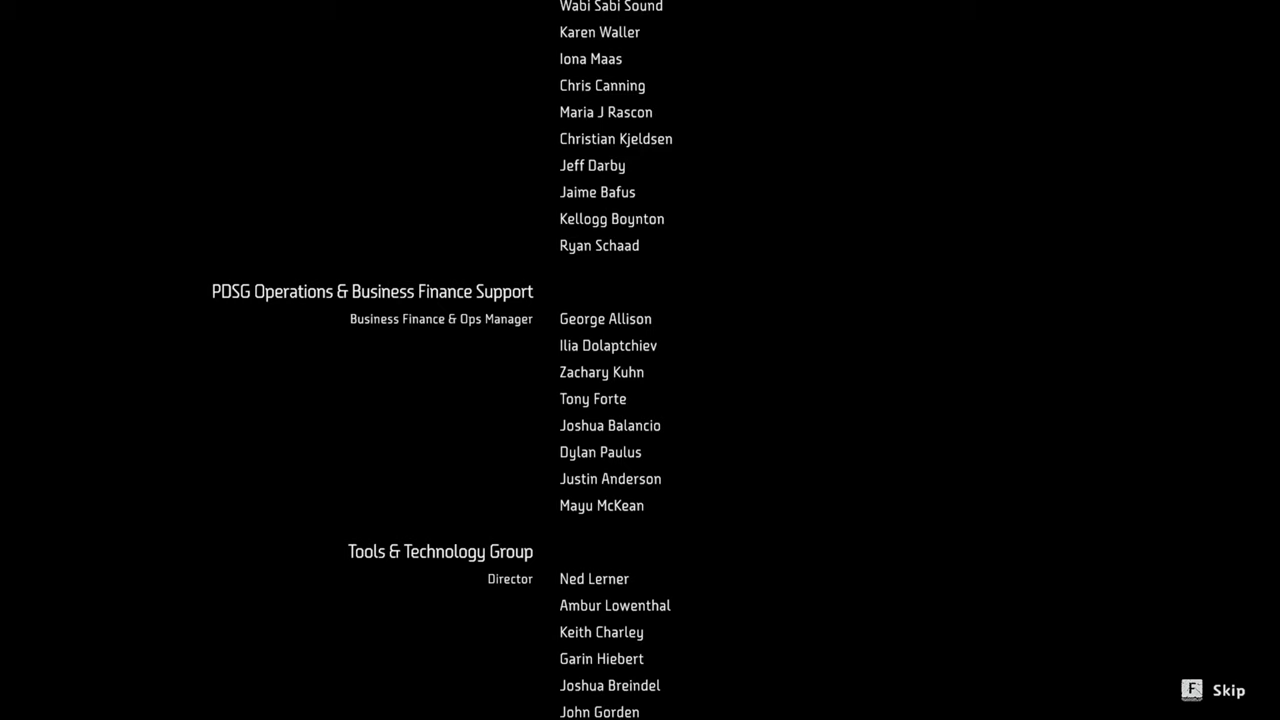 Wabi Sabi Sound
Karen Waller
Iona Maas
Chris Canning
Maria J Rascon
Christian Kjeldsen
Jeff Darby
Jaime Bafus
Kellogg Boynton
Ryan Schaad
PDSG Operations & Business Finance Support
Business Finance & Ops Manager George Allison
Ilia Dolaptchiev
Zachary Kuhn
Tony Forte
Joshua Balancio
Dylan Paulus
Justin Anderson
Mayu McKean
Tools & Technology Group
Director Ned Lerner
Ambur Lowenthal
Keith Charley
Garin Hiebert
Joshua Breindel
John Gorden
F Skip